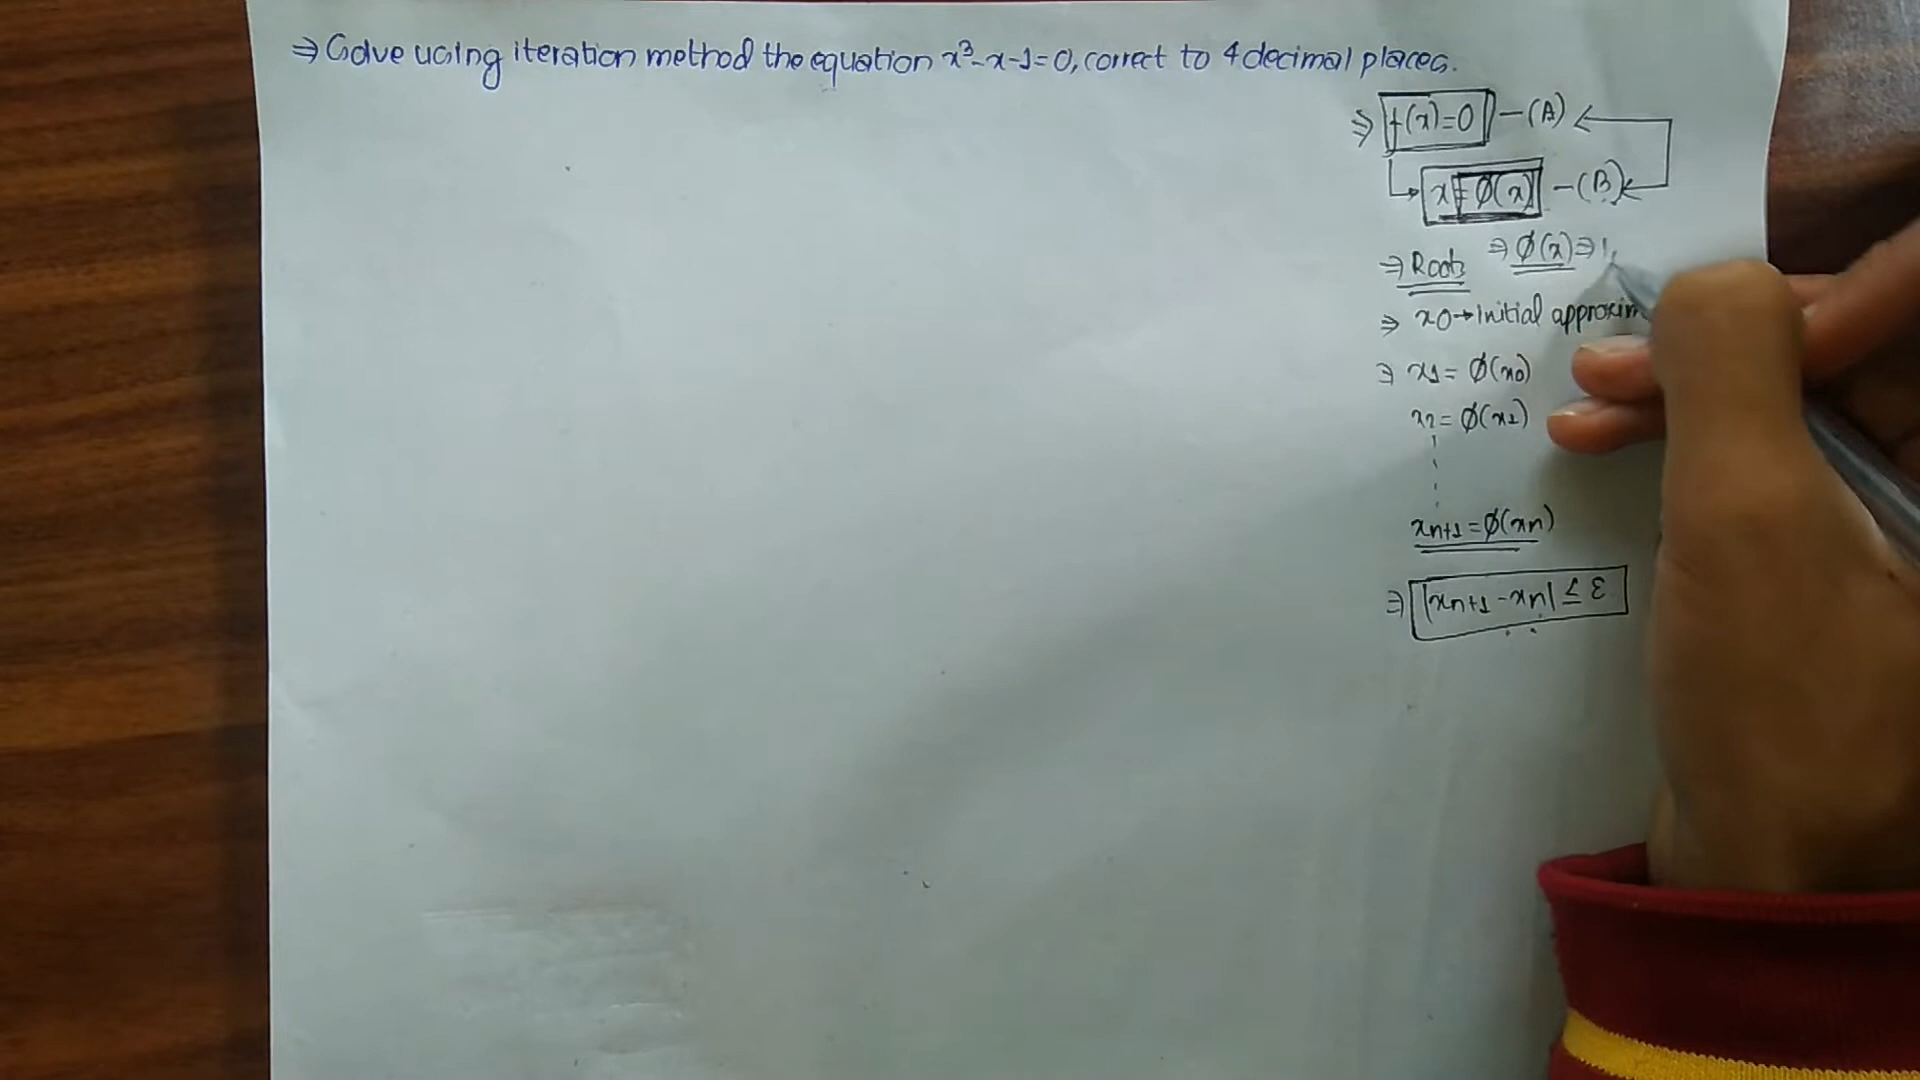 ⇒ Solve using iteration method the equation x³-x-1=0, correct to 4 decimal places.
⇒ f(x)=0 -(A)
x=φ(x) -(B)
⇒ Roots ⇒ φ(x) ⇒
⇒ x0→Initial approxim
⇒ x1= φ(x0)
x2= φ(x1)
xn+1=φ(xn)
⇒ |xn+1-xn| ≤ ε